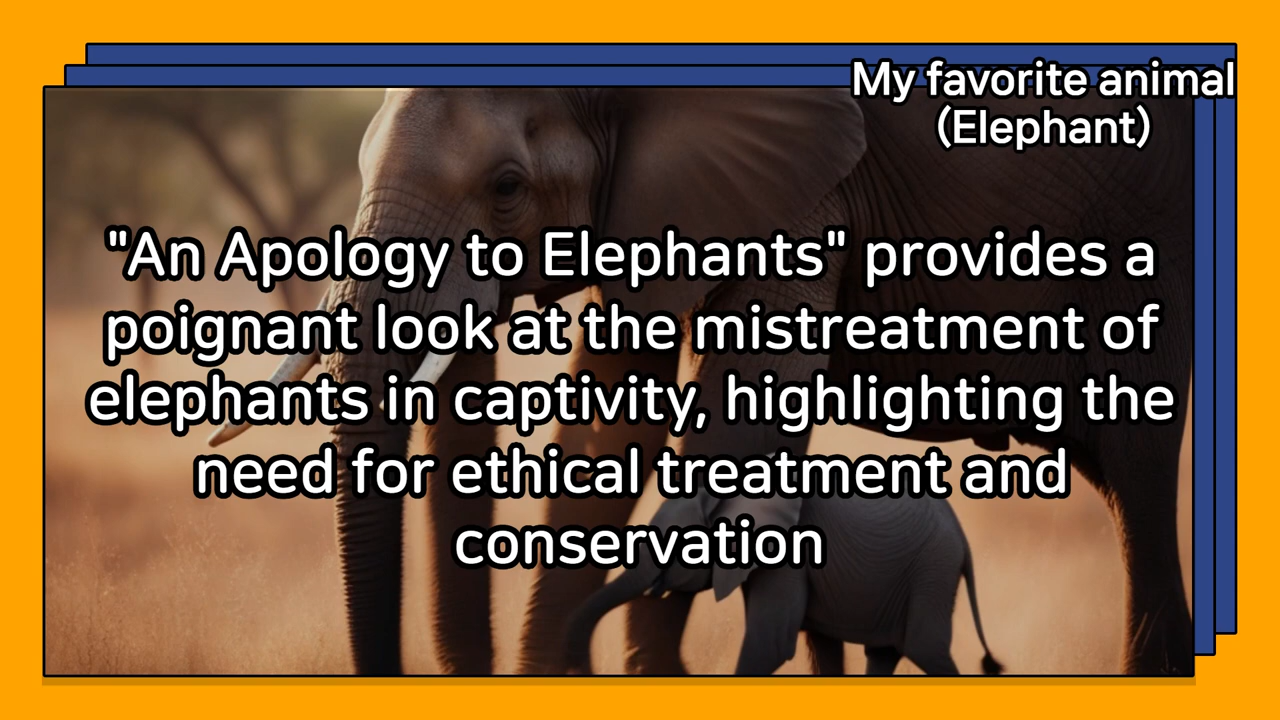 My favorite animal
(Elephant)
"An Apology to Elephants" provides a
poignant look at the mistreatment of
elephants in captivity, highlighting the
need for ethical treatment and
conservation